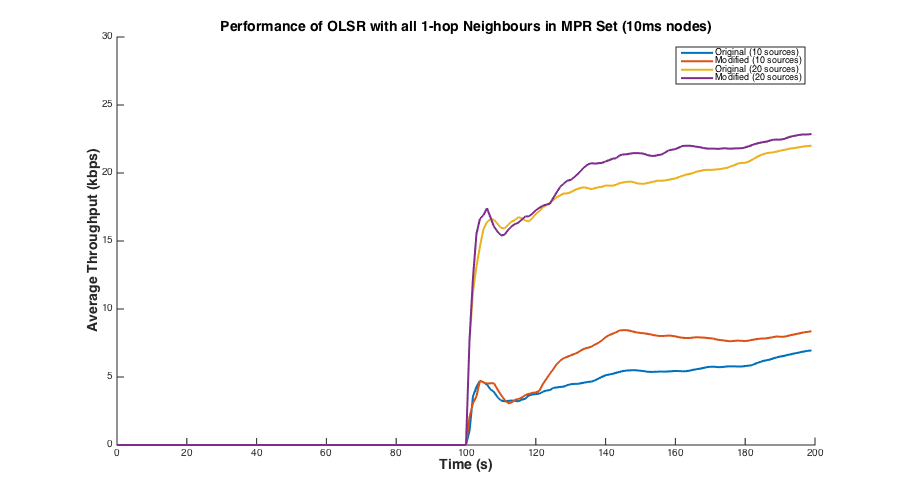 Performance of OLSR with all 1-hop Neighbours in MPR Set (10ms nodes)
Original (10 sources)
Modified (10 sources)
Original (20 sources)
Modified (20 sources)
Average Throughput (kbps)
30
25
20
15
10
5
0
0 20 40 60 80 100 120 140 160 180 200
Time (s)